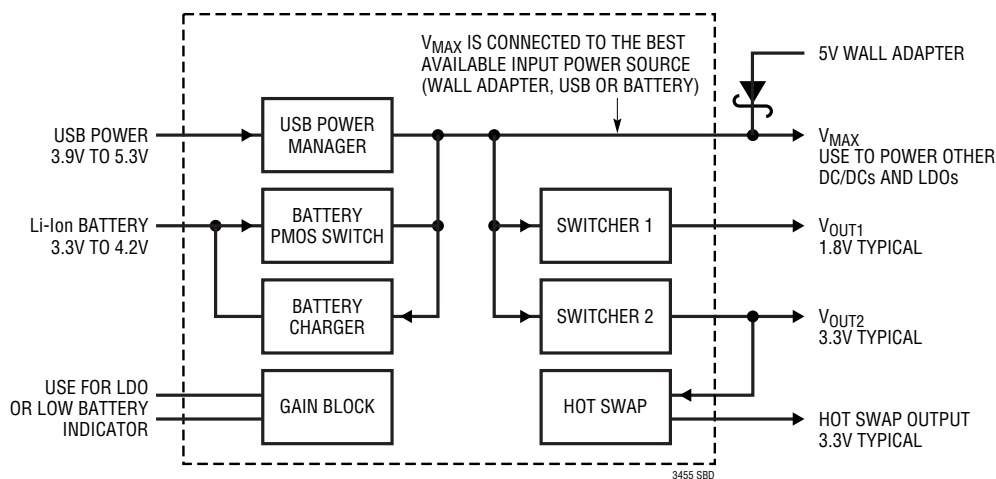 VMAX IS CONNECTED TO THE BEST
AVAILABLE INPUT POWER SOURCE
(WALL ADAPTER, USB OR BATTERY)
5V WALL ADAPTER
USB POWER
3.9V TO 5.3V
USB POWER
MANAGER
VMAX
USE TO POWER OTHER
DC/DCs AND LDOs
Li-Ion BATTERY
3.3V TO 4.2V
BATTERY
PMOS SWITCH
SWITCHER 1
VOUT1
1.8V TYPICAL
BATTERY
CHARGER
SWITCHER 2
VOUT2
3.3V TYPICAL
USE FOR LDO
OR LOW BATTERY
INDICATOR
GAIN BLOCK
HOT SWAP
HOT SWAP OUTPUT
3.3V TYPICAL
3455 SBD